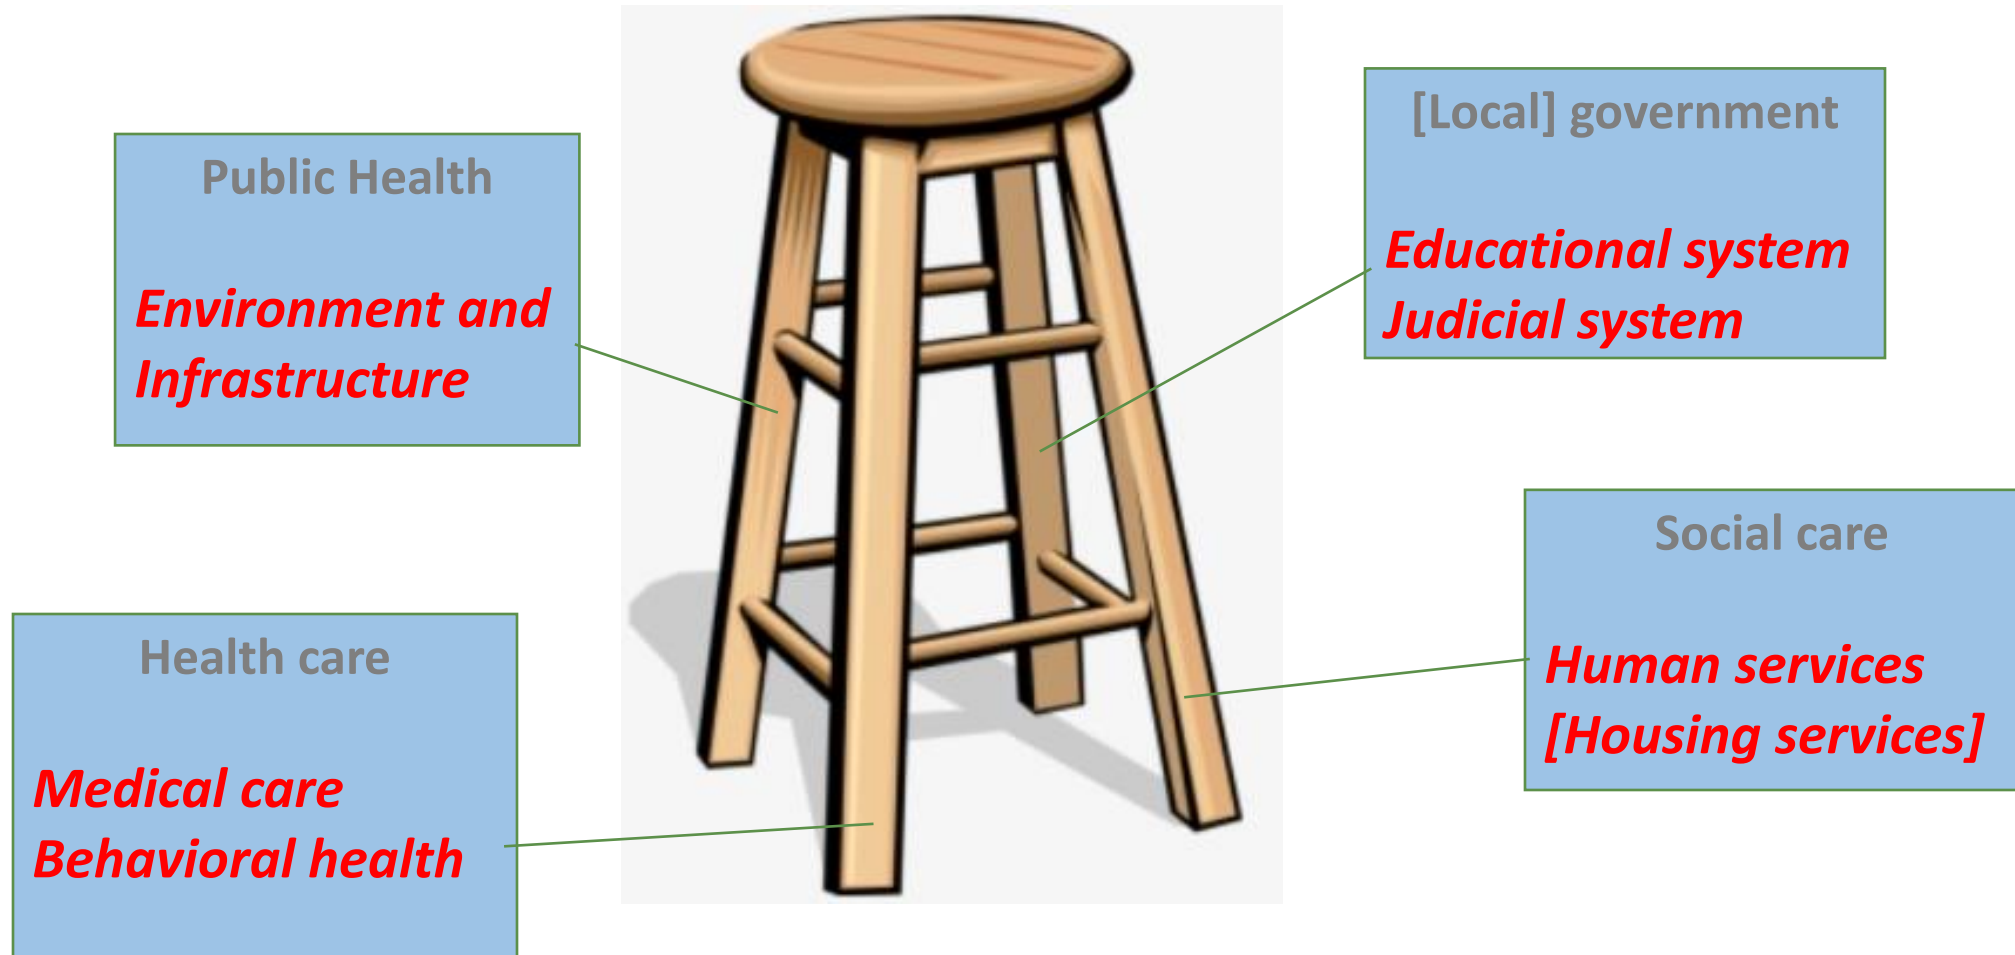 Public Health
Environment and
Infrastructure
[Local] government
Educational system
Judicial system
Health care
Medical care
Behavioral health
Social care
Human services
[Housing services]